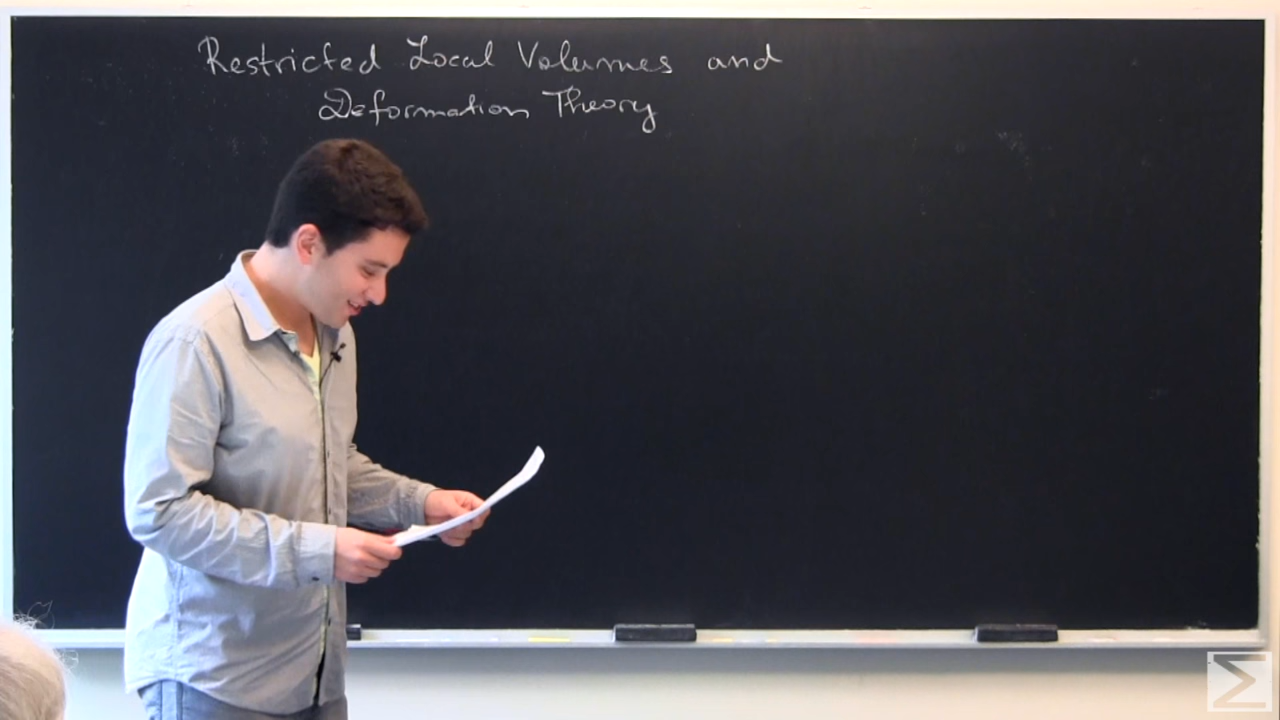 Restricted Local Volumes and
Deformation Theory
Σ